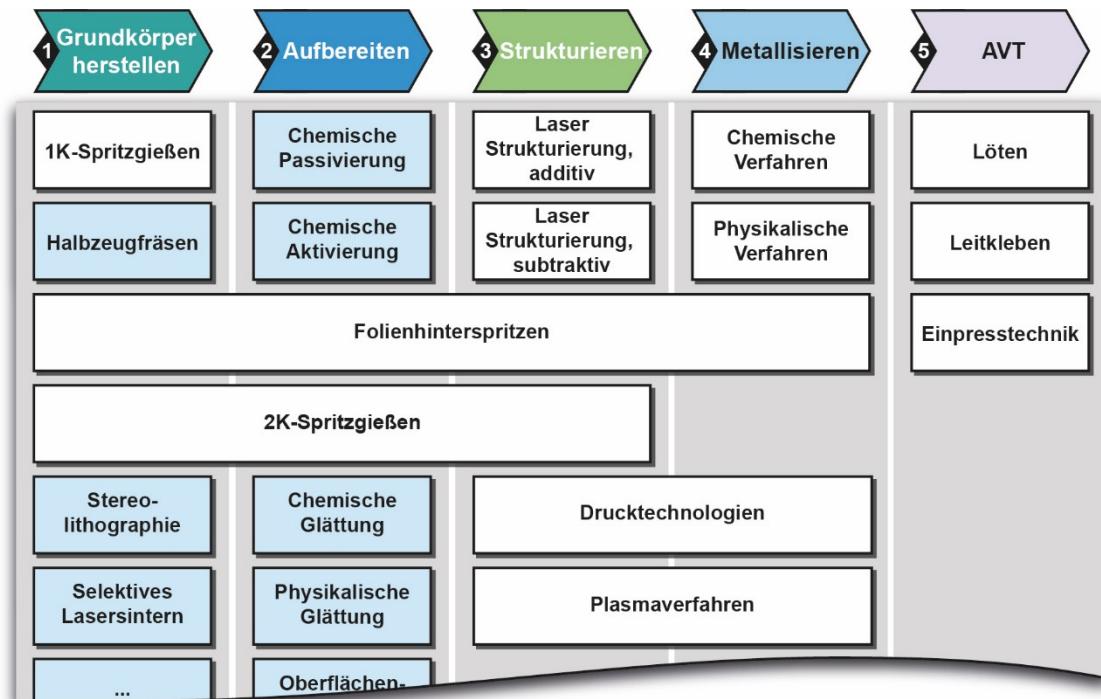 1 Grundkörper
herstellen
2 Aufbereiten
3 Strukturieren
4 Metallisieren
5 AVT
1K-Spritzgießen
Chemische
Passivierung
Laser
Strukturierung,
additiv
Chemische
Verfahren
Löten
Halbzeugfräsen
Chemische
Aktivierung
Laser
Strukturierung,
subtraktiv
Physikalische
Verfahren
Leitkleben
Folienhinterspritzen
Einpresstechnik
2K-Spritzgießen
Stereo-
lithographie
Chemische
Glättung
Drucktechnologien
Selektives
Lasersintern
Physikalische
Glättung
Plasmaverfahren
...
Oberflächen-